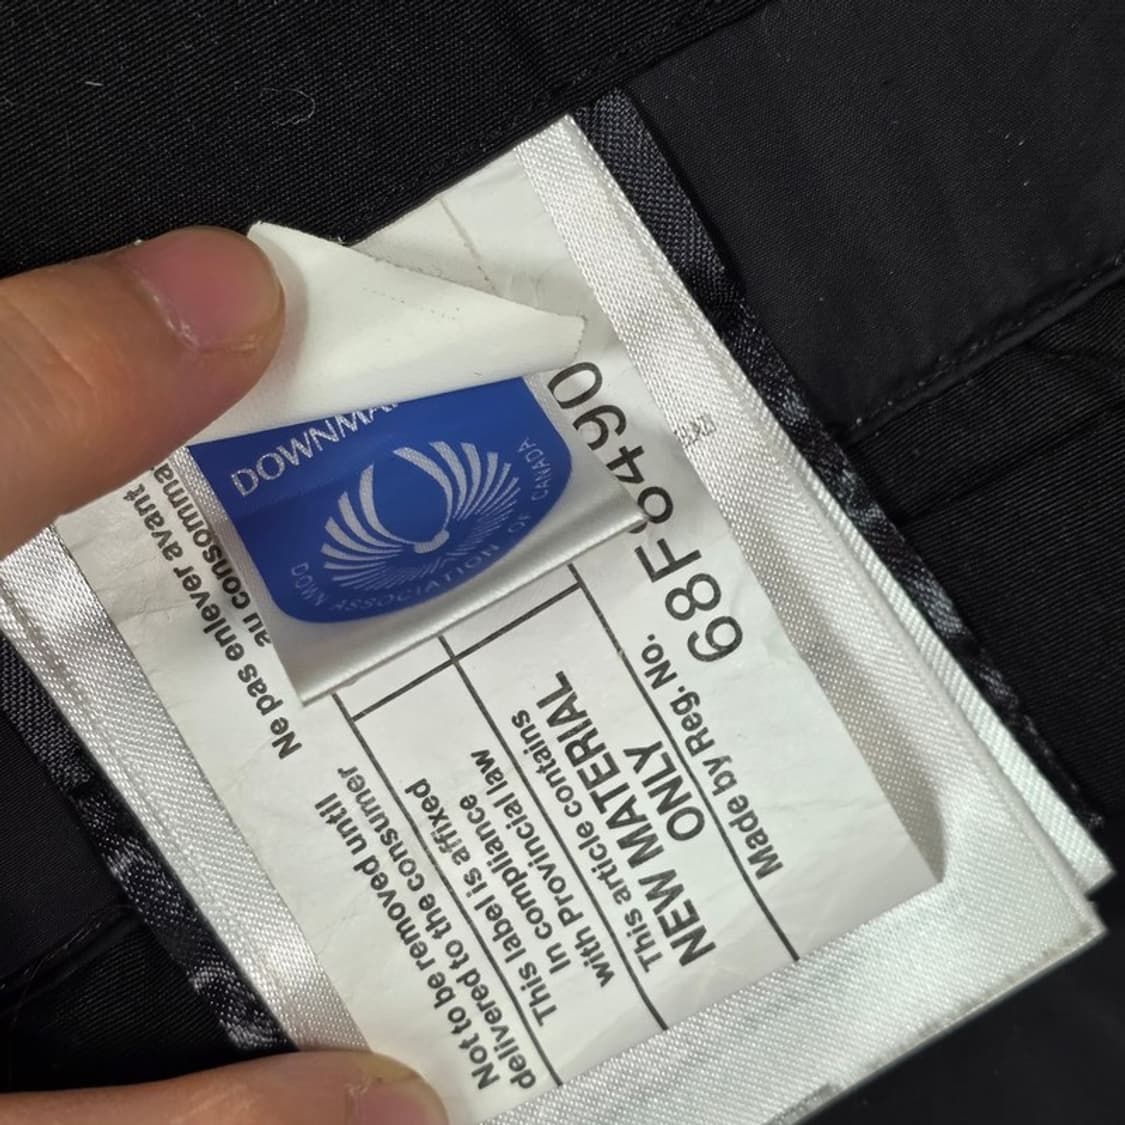 Ne pas enlever avant
au consomma
DOWNMA
DOWNMARK ASSOCIATION OF CANADA
Not to be removed until
delivered to the consumer
This label is affixed
In compliance
with Provincial law
This article contains
NEW MATERIAL
ONLY
Made by Reg. No.
68F8490